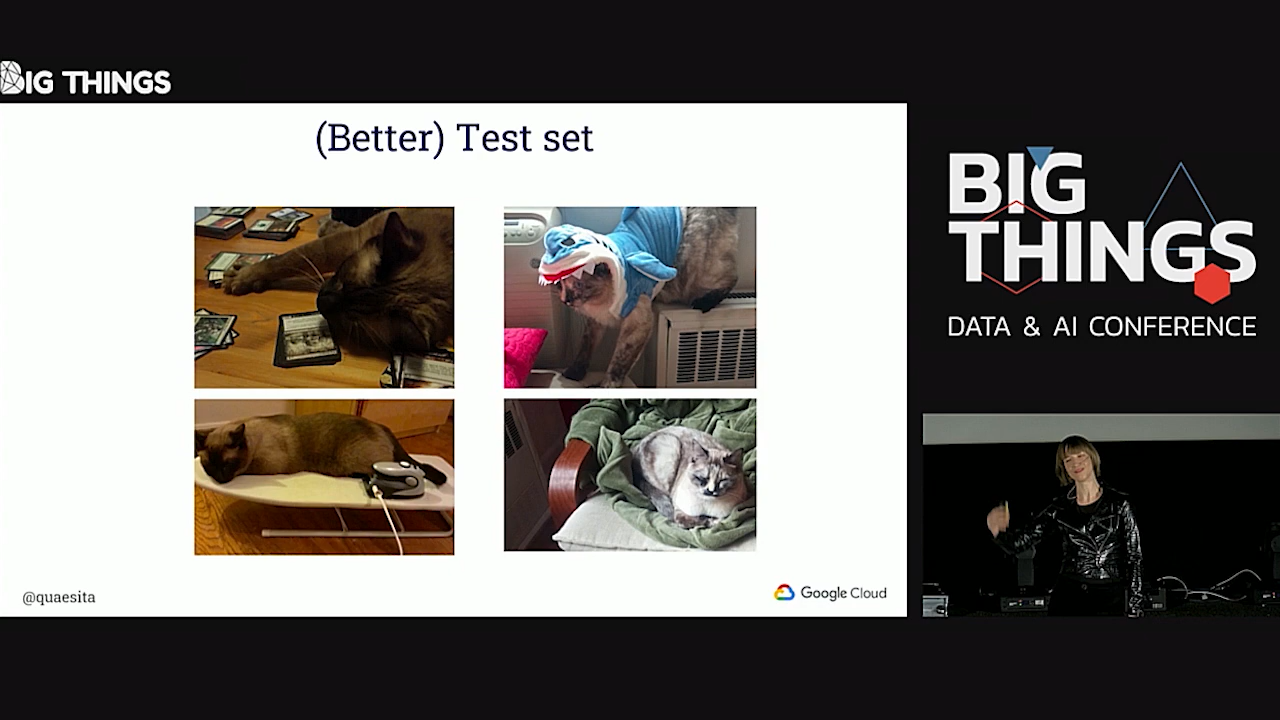 BIG THINGS
(Better) Test set
@quaesita
Google Cloud
BIG
THINGS
DATA & AI CONFERENCE